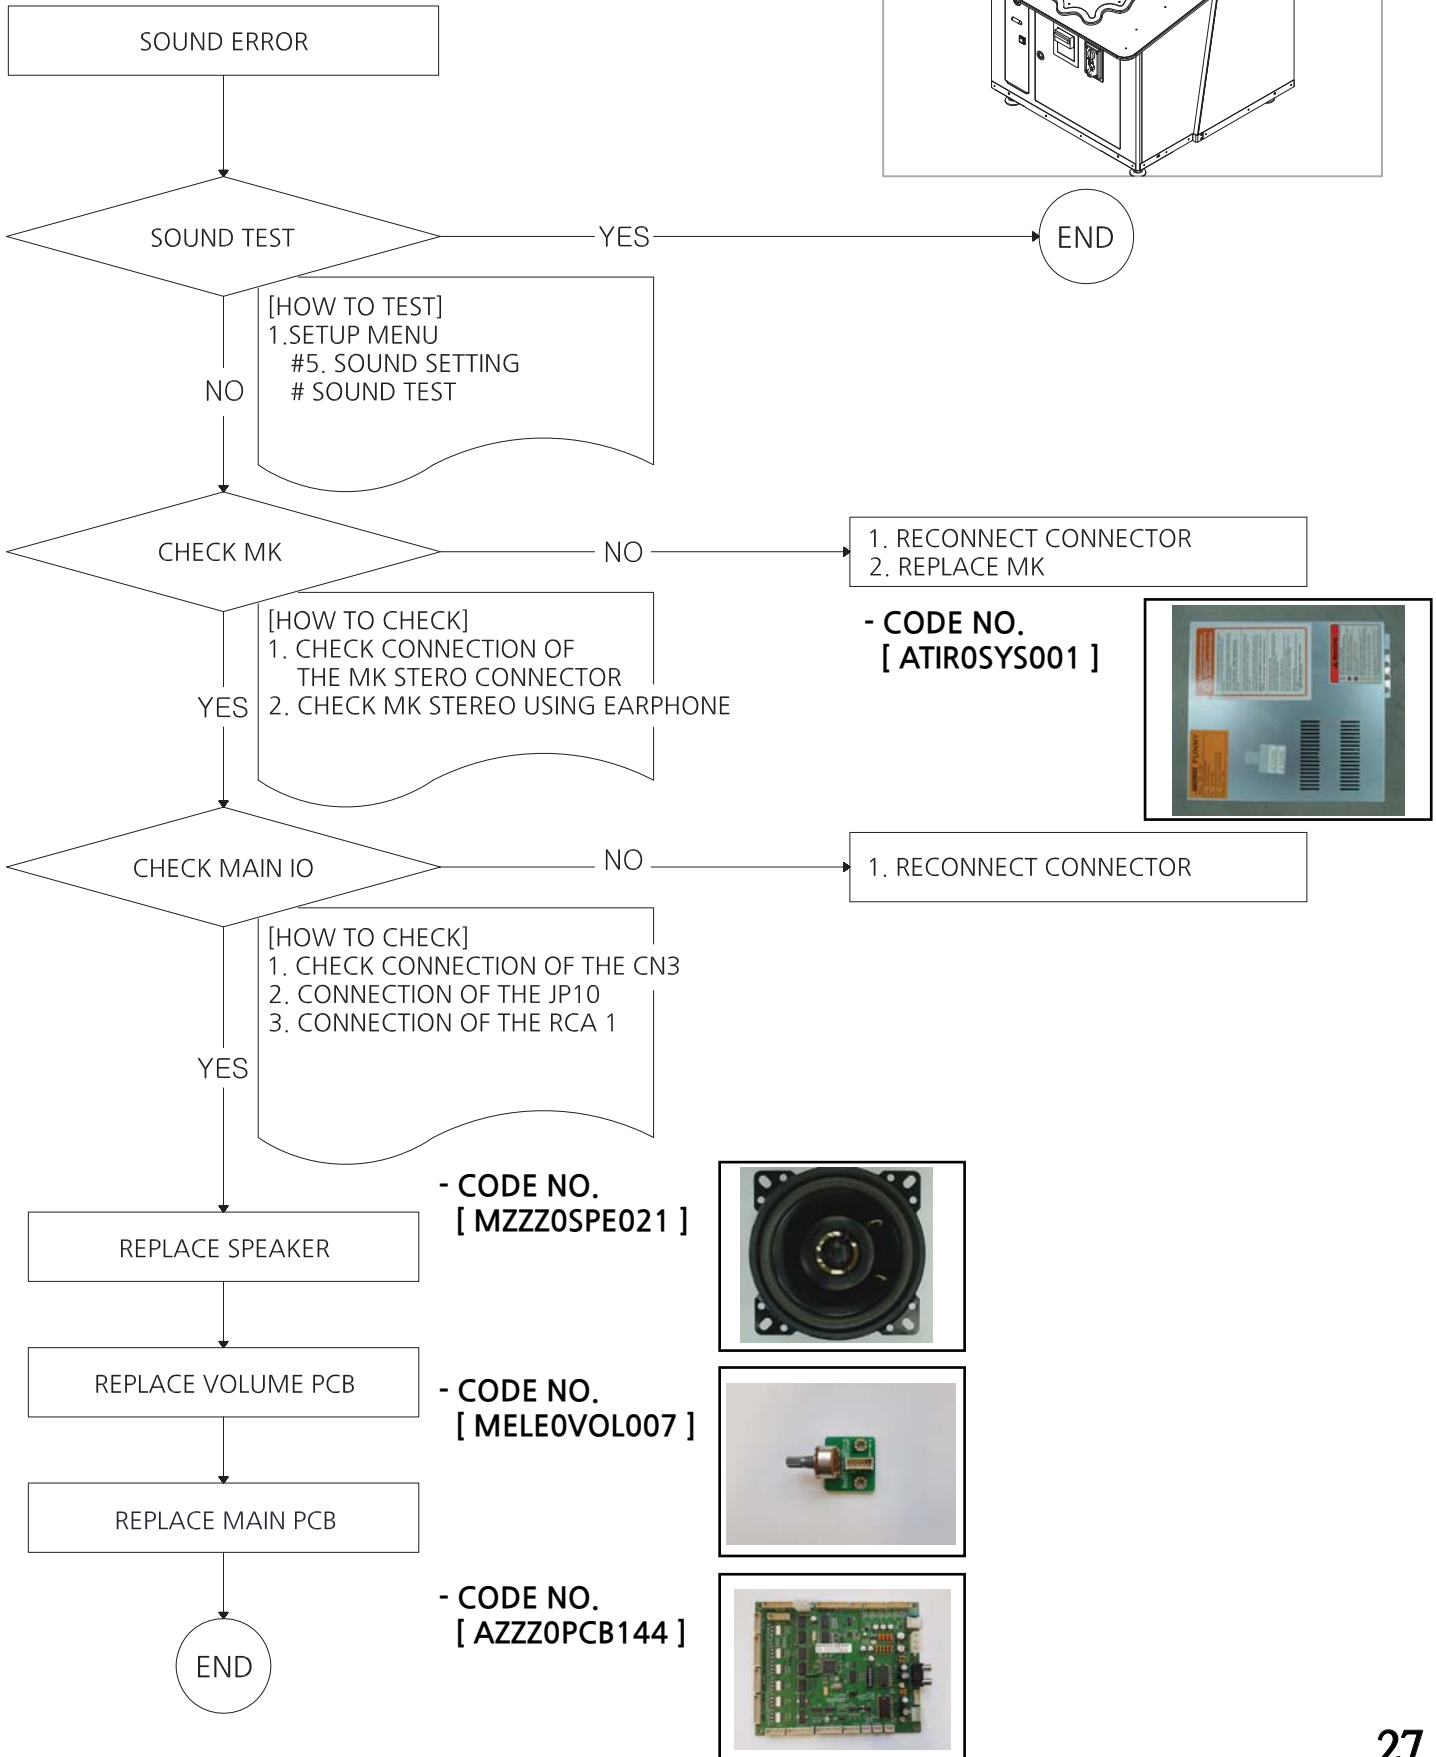 SOUND ERROR
SOUND TEST
YES
END
[HOW TO TEST]
1.SETUP MENU
#5. SOUND SETTING
# SOUND TEST
NO
CHECK MK
NO
1. RECONNECT CONNECTOR
2. REPLACE MK
- CODE NO.
[ ATIR0SYS001 ]
[HOW TO CHECK]
1. CHECK CONNECTION OF
THE MK STERO CONNECTOR
2. CHECK MK STEREO USING EARPHONE
YES
CHECK MAIN IO
NO
1. RECONNECT CONNECTOR
[HOW TO CHECK]
1. CHECK CONNECTION OF THE CN3
2. CONNECTION OF THE JP10
3. CONNECTION OF THE RCA 1
YES
- CODE NO.
[ MZZZ0SPE021 ]
REPLACE SPEAKER
REPLACE VOLUME PCB
- CODE NO.
[ MELE0VOL007 ]
REPLACE MAIN PCB
- CODE NO.
[ AZZZ0PCB144 ]
END
27